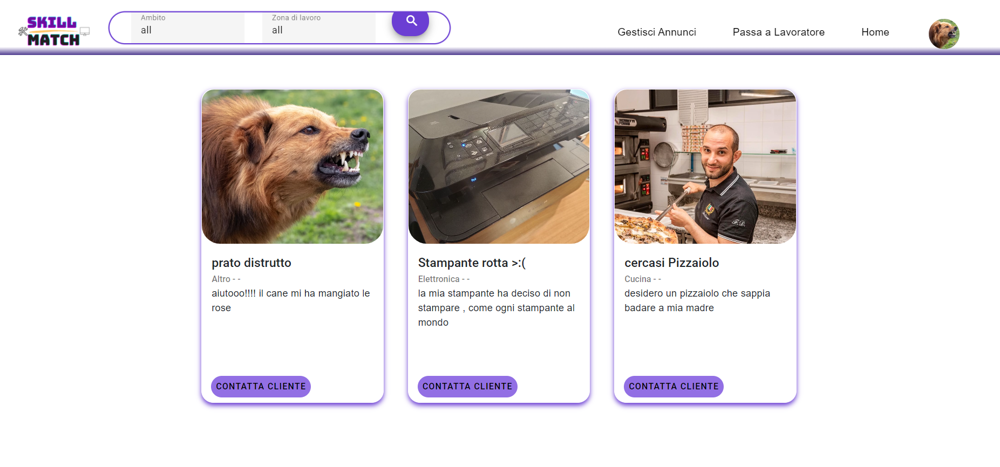 SKILL
MATCH
Ambito
all
Zona di lavoro
all
Gestisci Annunci
Passa a Lavoratore
Home
prato distrutto
Altro - -
aiutooo!!!! il cane mi ha mangiato le
rose
CONTATTA CLIENTE
Stampante rotta >:(
Elettronica - -
la mia stampante ha deciso di non
stampare , come ogni stampante al
mondo
CONTATTA CLIENTE
F. D.
cercasi Pizzaiolo
Cucina - -
desidero un pizzaiolo che sappia
badare a mia madre
CONTATTA CLIENTE